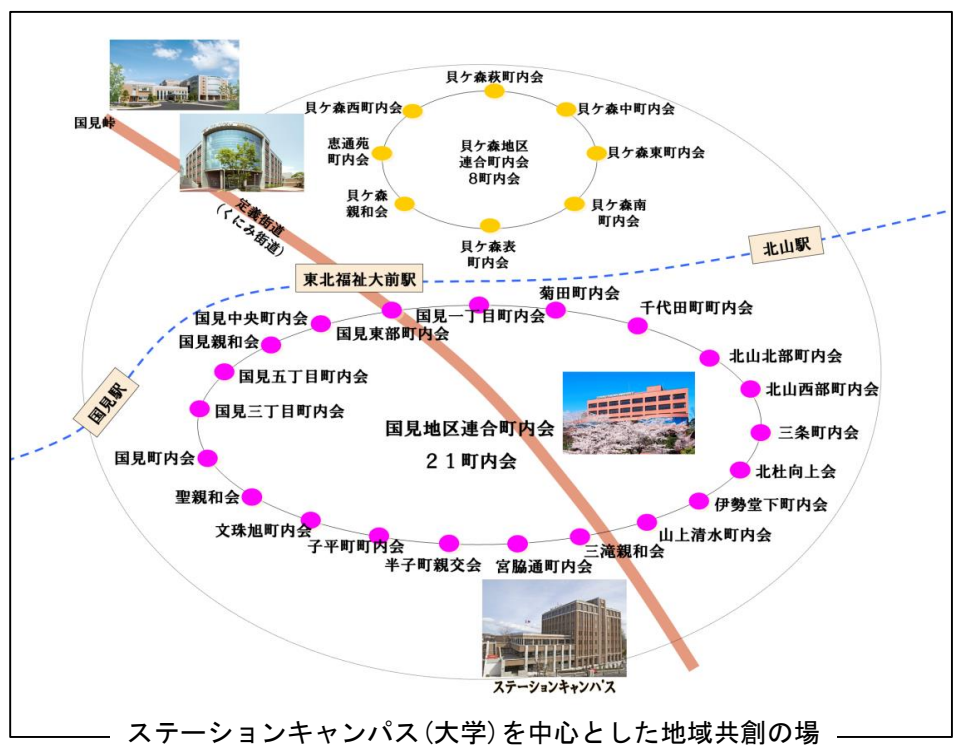 国見峠
定義街道
(くにみ街道)
貝ケ森萩町内会
貝ケ森西町内会
貝ケ森中町内会
恵通苑
町内会
貝ケ森地区
連合町内会
8町内会
貝ケ森東町内会
貝ケ森
親和会
貝ケ森南
町内会
貝ケ森表
町内会
北山駅
東北福祉大前駅
国見駅
菊田町内会
国見一丁目町内会
千代田町町内会
国見中央町内会
国見東部町内会
国見親和会
北山北部町内会
国見五丁目町内会
北山西部町内会
国見三丁目町内会
国見地区連合町内会
21町内会
三条町内会
国見町内会
北杜向上会
聖親和会
伊勢堂下町内会
文珠旭町内会
山上清水町内会
子平町町内会
三滝親和会
半子町親交会
宮脇通町内会
ステーションキャンパス
ステーションキャンパス(大学)を中心とした地域共創の場